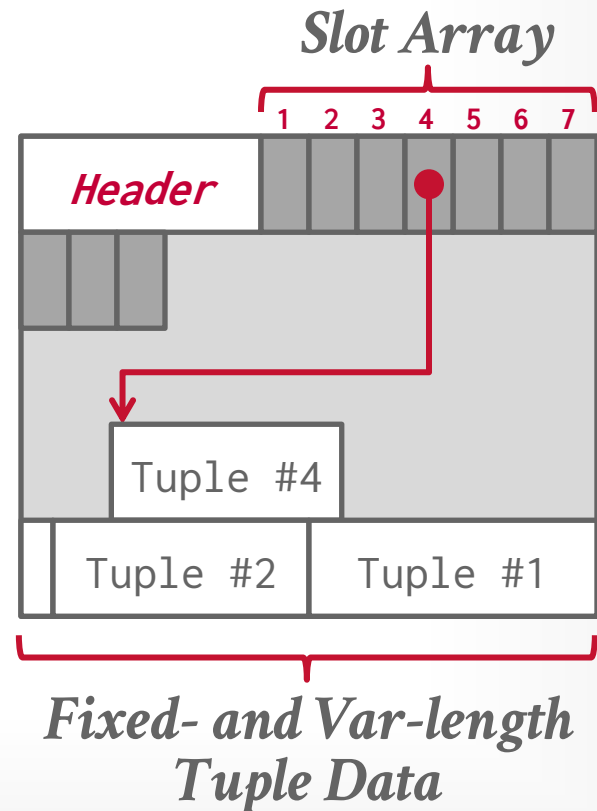 Slot Array
1 2 3 4 5 6 7
Header
Tuple #4
Tuple #2 Tuple #1
Fixed- and Var-length
Tuple Data